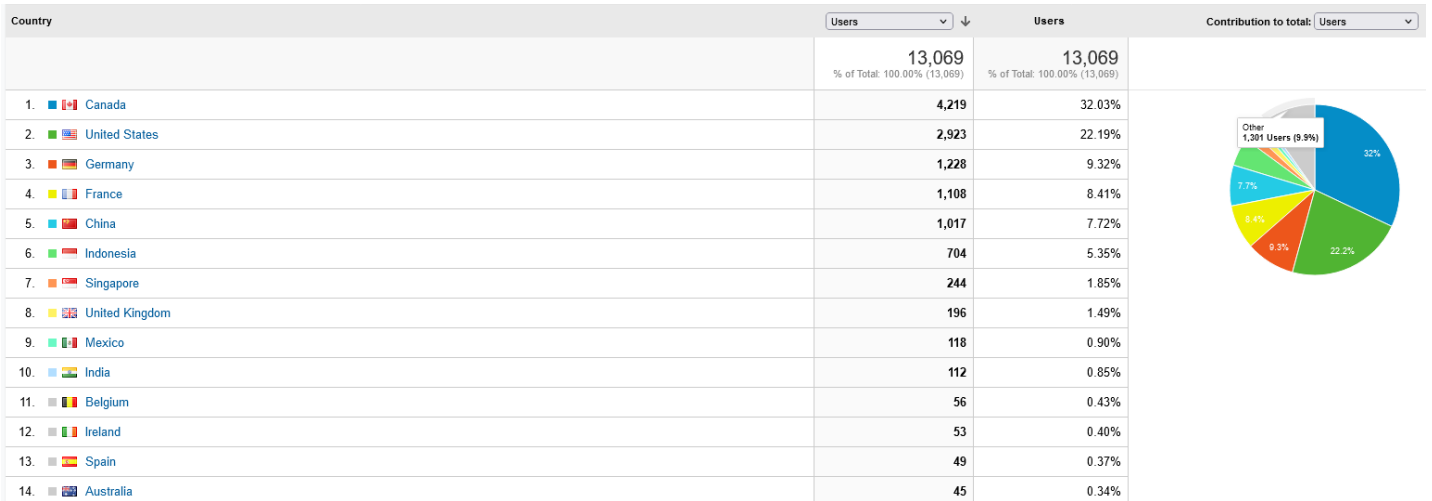 Country Users Users Contribution to total: Users
13,069 13,069
% of Total: 100.00% (13,069) % of Total: 100.00% (13,069)
1. Canada 4,219 32.03%
2. United States 2,923 22.19%
3. Germany 1,228 9.32%
4. France 1,108 8.41%
5. China 1,017 7.72%
6. Indonesia 704 5.35%
7. Singapore 244 1.85%
8. United Kingdom 196 1.49%
9. Mexico 118 0.90%
10. India 112 0.85%
11. Belgium 56 0.43%
12. Ireland 53 0.40%
13. Spain 49 0.37%
14. Australia 45 0.34%
Other
1,301 Users (9.9%)
32%
7.7%
8.4%
9.3%
22.2%